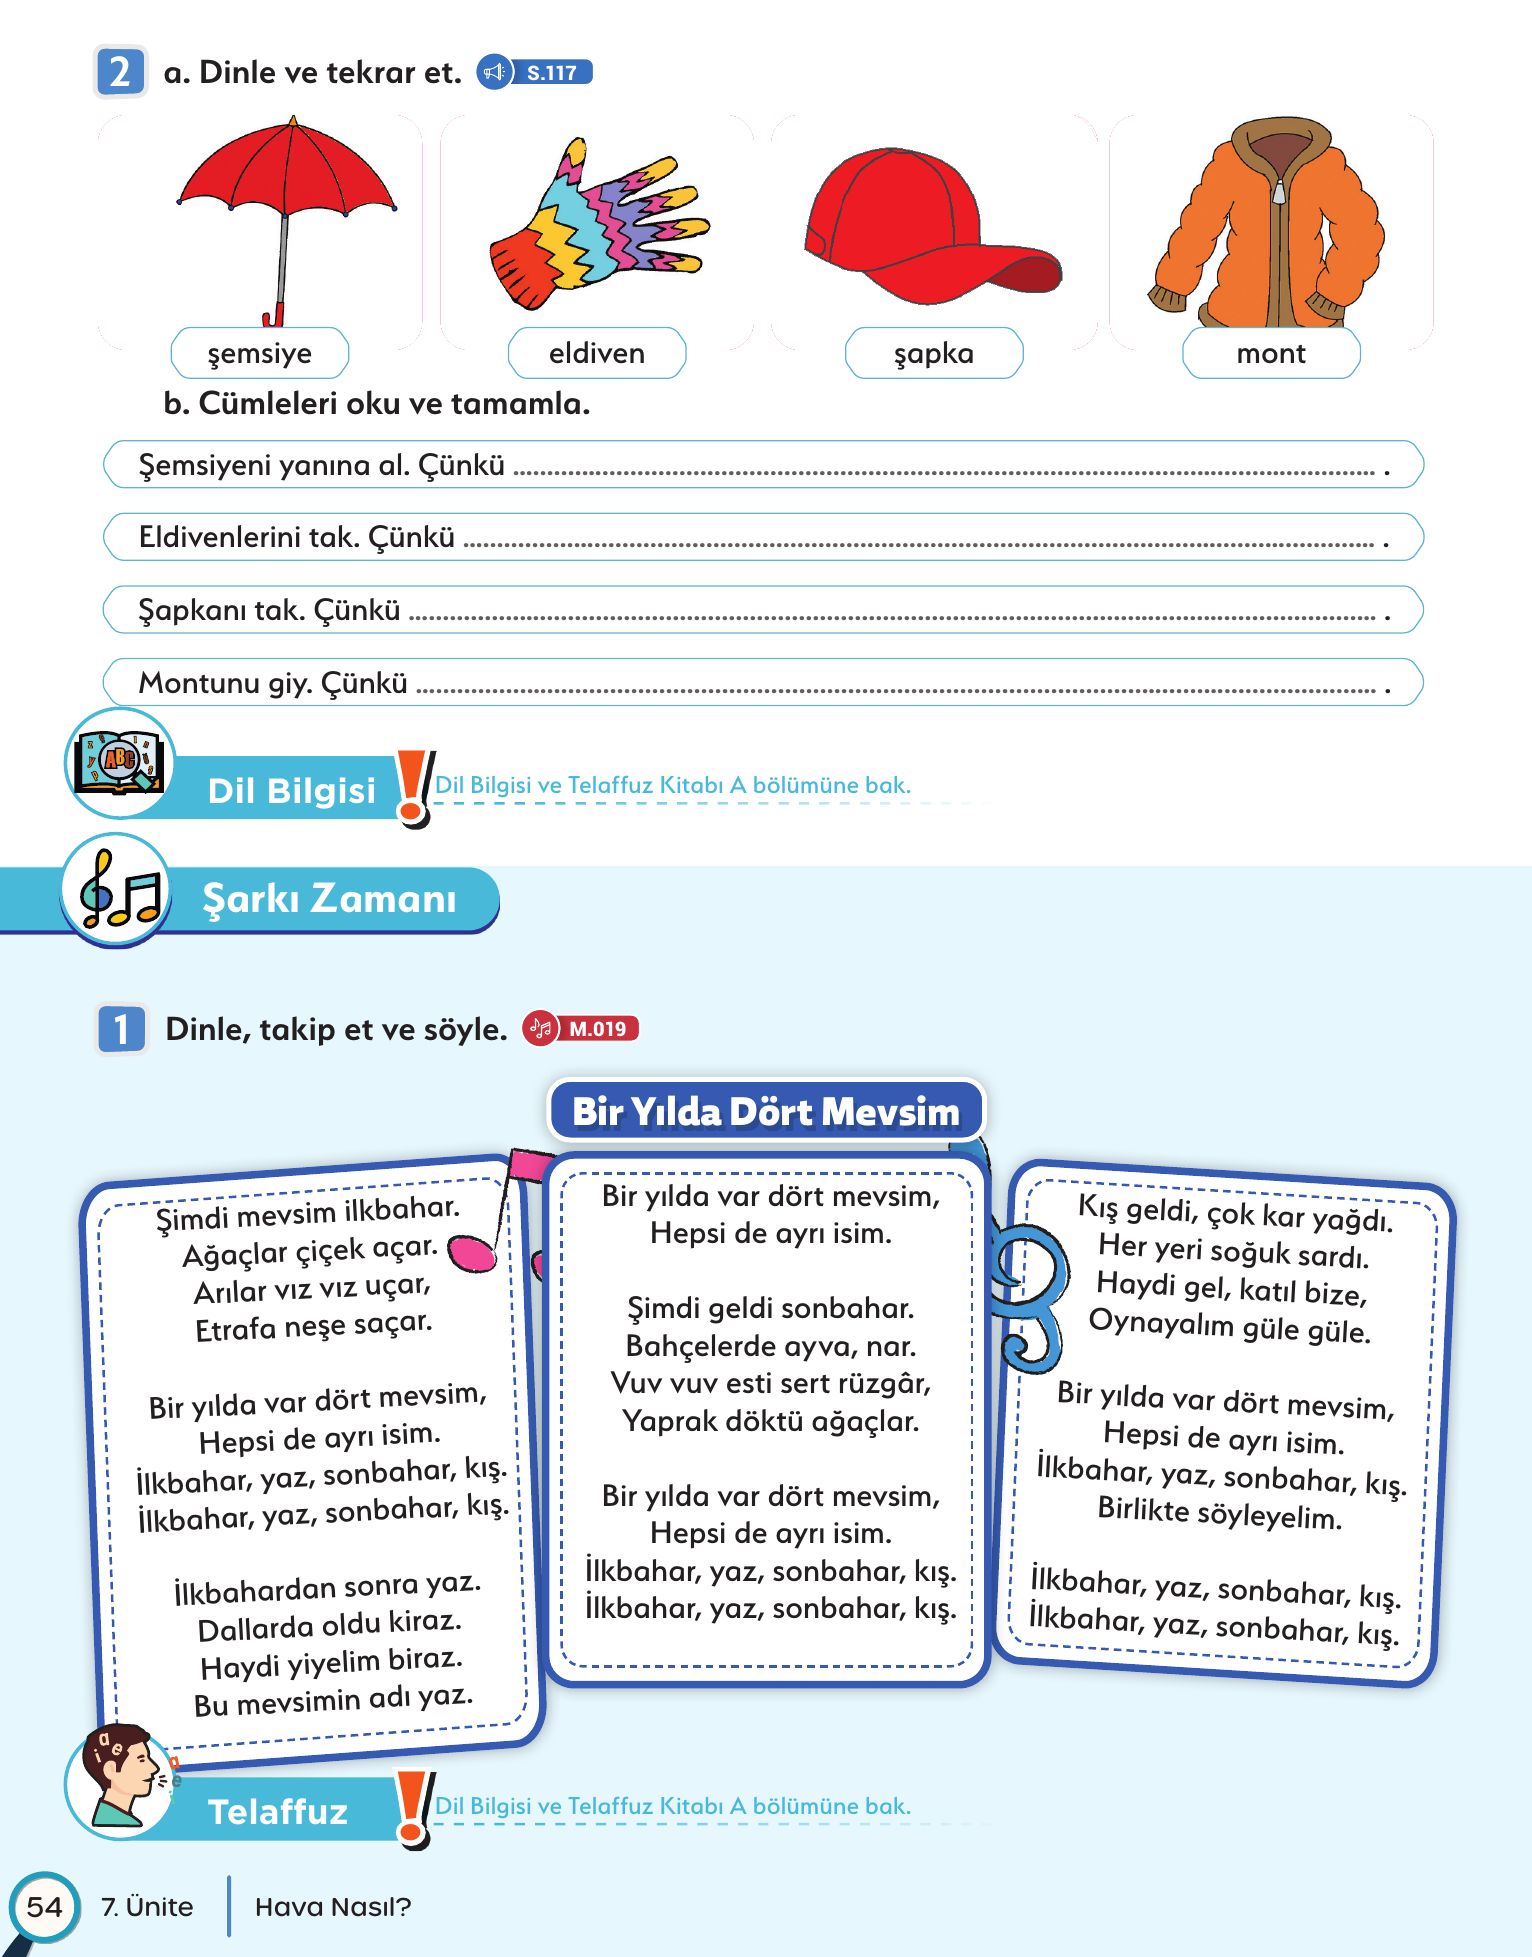 2 a. Dinle ve tekrar et. S.117
şemsiye
eldiven
şapka
mont
b. Cümleleri oku ve tamamla.
Şemsiyeni yanına al. Çünkü .
Eldivenlerini tak. Çünkü .
Şapkanı tak. Çünkü .
Montunu giy. Çünkü .
ABC
Dil Bilgisi
Dil Bilgisi ve Telaffuz Kitabı A bölümüne bak.
Şarkı Zamanı
1 Dinle, takip et ve söyle. M.019
Bir Yılda Dört Mevsim
Şimdi mevsim ilkbahar.
Ağaçlar çiçek açar.
Arılar vız vız uçar,
Etrafa neşe saçar.
Bir yılda var dört mevsim,
Hepsi de ayrı isim.
İlkbahar, yaz, sonbahar, kış.
İlkbahar, yaz, sonbahar, kış.
İlkbahardan sonra yaz.
Dallarda oldu kiraz.
Haydi yiyelim biraz.
Bu mevsimin adı yaz.
Bir yılda var dört mevsim,
Hepsi de ayrı isim.
Şimdi geldi sonbahar.
Bahçelerde ayva, nar.
Vuv vuv esti sert rüzgâr,
Yaprak döktü ağaçlar.
Bir yılda var dört mevsim,
Hepsi de ayrı isim.
İlkbahar, yaz, sonbahar, kış.
İlkbahar, yaz, sonbahar, kış.
Kış geldi, çok kar yağdı.
Her yeri soğuk sardı.
Haydi gel, katıl bize,
Oynayalım güle güle.
Bir yılda var dört mevsim,
Hepsi de ayrı isim.
İlkbahar, yaz, sonbahar, kış.
Birlikte söyleyelim.
İlkbahar, yaz, sonbahar, kış.
İlkbahar, yaz, sonbahar, kış.
Telaffuz
Dil Bilgisi ve Telaffuz Kitabı A bölümüne bak.
54 7. Ünite Hava Nasıl?